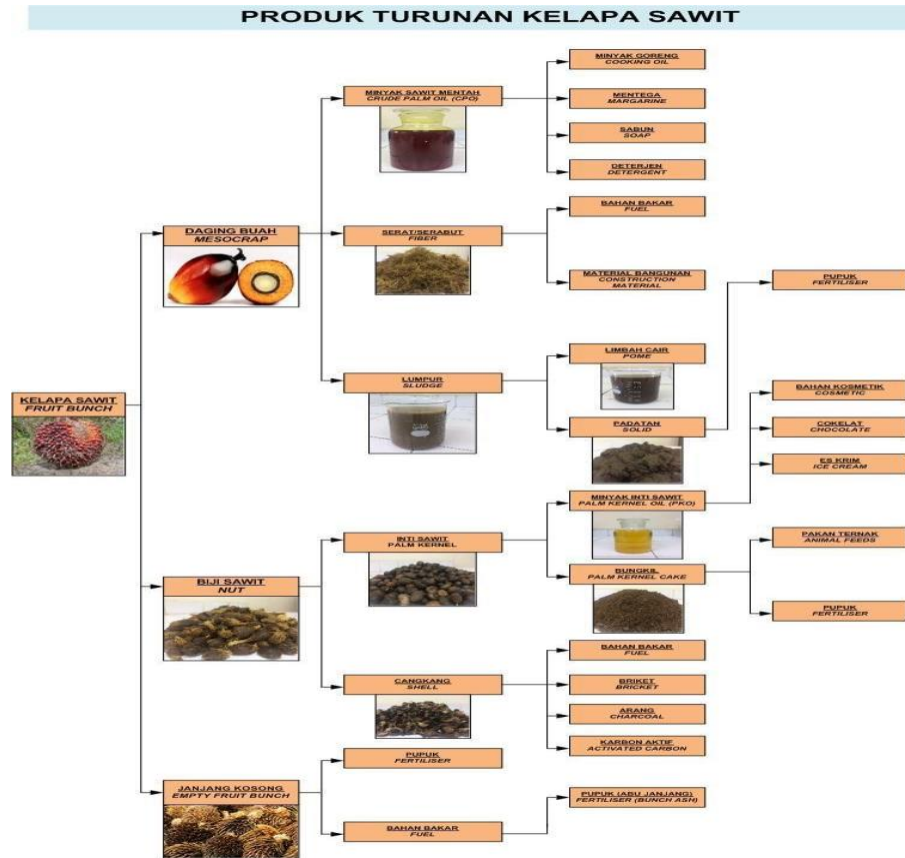 PRODUK TURUNAN KELAPA SAWIT
MINYAK GORENG
COOKING OIL
MINYAK SAWIT MENTAH
CRUDE PALM OIL (CPO)
MENTEGA
MARGARINE
SABUN
SOAP
DETERJEN
DETERGENT
BAHAN BAKAR
FUEL
DAGING BUAH
MESOCRAP
SERAT/SERABUT
FIBER
MATERIAL BANGUNAN
CONSTRUCTION
MATERIAL
PUPUK
FERTILISER
LIMBAH CAIR
POME
LUMPUR
SLUDGE
KELAPA SAWIT
FRUIT BUNCH
BAHAN KOSMETIK
COSMETIC
PADATAN
SOLID
COKELAT
CHOCOLATE
ES KRIM
ICE CREAM
MINYAK INTI SAWIT
PALM KERNEL OIL (PKO)
INTI SAWIT
PALM KERNEL
PAKAN TERNAK
ANIMAL FEEDS
BUNGKIL
PALM KERNEL CAKE
BIJI SAWIT
NUT
PUPUK
FERTILISER
BAHAN BAKAR
FUEL
CANGKANG
SHELL
BRIKET
BRICKET
ARANG
CHARCOAL
KARBON AKTIF
ACTIVATED CARBON
PUPUK
FERTILISER
JANJANG KOSONG
EMPTY FRUIT BUNCH
PUPUK (ABU JANJANG)
FERTILISER (BUNCH ASH)
BAHAN BAKAR
FUEL